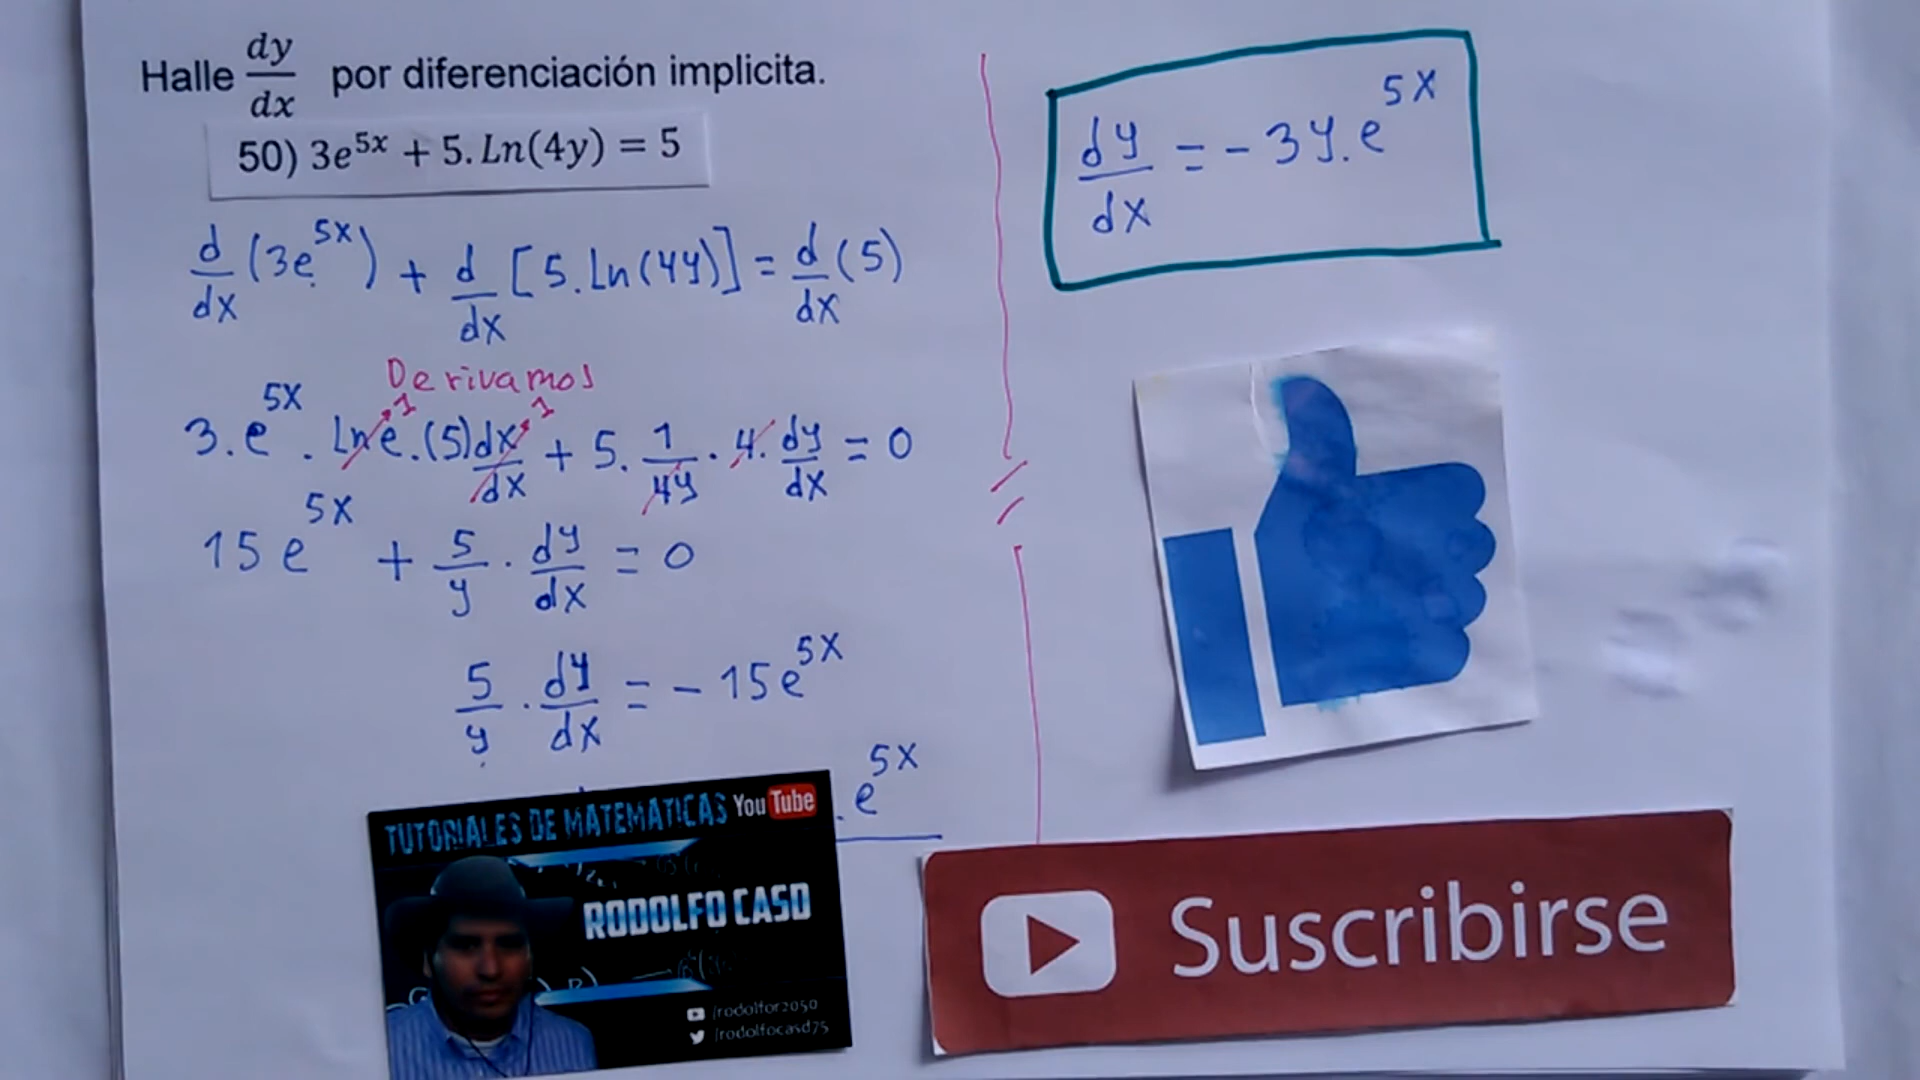 Halle dy/dx por diferenciación implicita.
50) 3e^5x + 5.Ln(4y) = 5
d/dx (3e^5x) + d/dx [5.Ln(4y)] = d/dx (5)
Derivamos
3.e^5x . Lne^1.(5)dx/dx^1 + 5. 1/4y . 4. dy/dx = 0
15e^5x + 5/y . dy/dx = 0
5/y . dy/dx = -15e^5x
.e^5x
dy/dx = -3y.e^5x
TUTORIALES DE MATEMATICAS YouTube
RODOLFO CASO
/rodolfor2050
/rodolfocaso75
Suscribirse